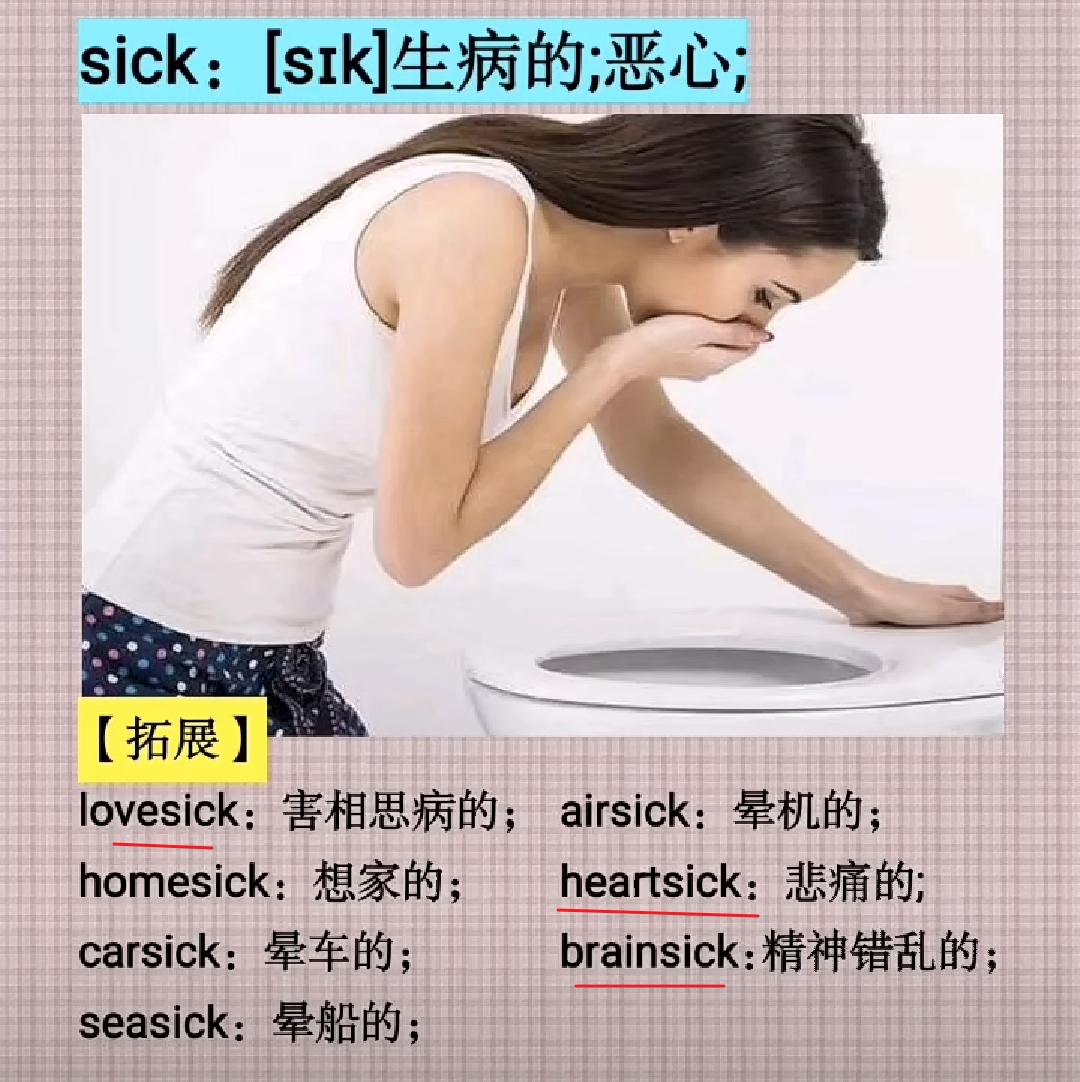 sick：[sɪk]生病的;恶心;
【拓展】
lovesick：害相思病的； airsick：晕机的；
homesick：想家的； heartsick：悲痛的;
carsick：晕车的； brainsick:精神错乱的；
seasick：晕船的；